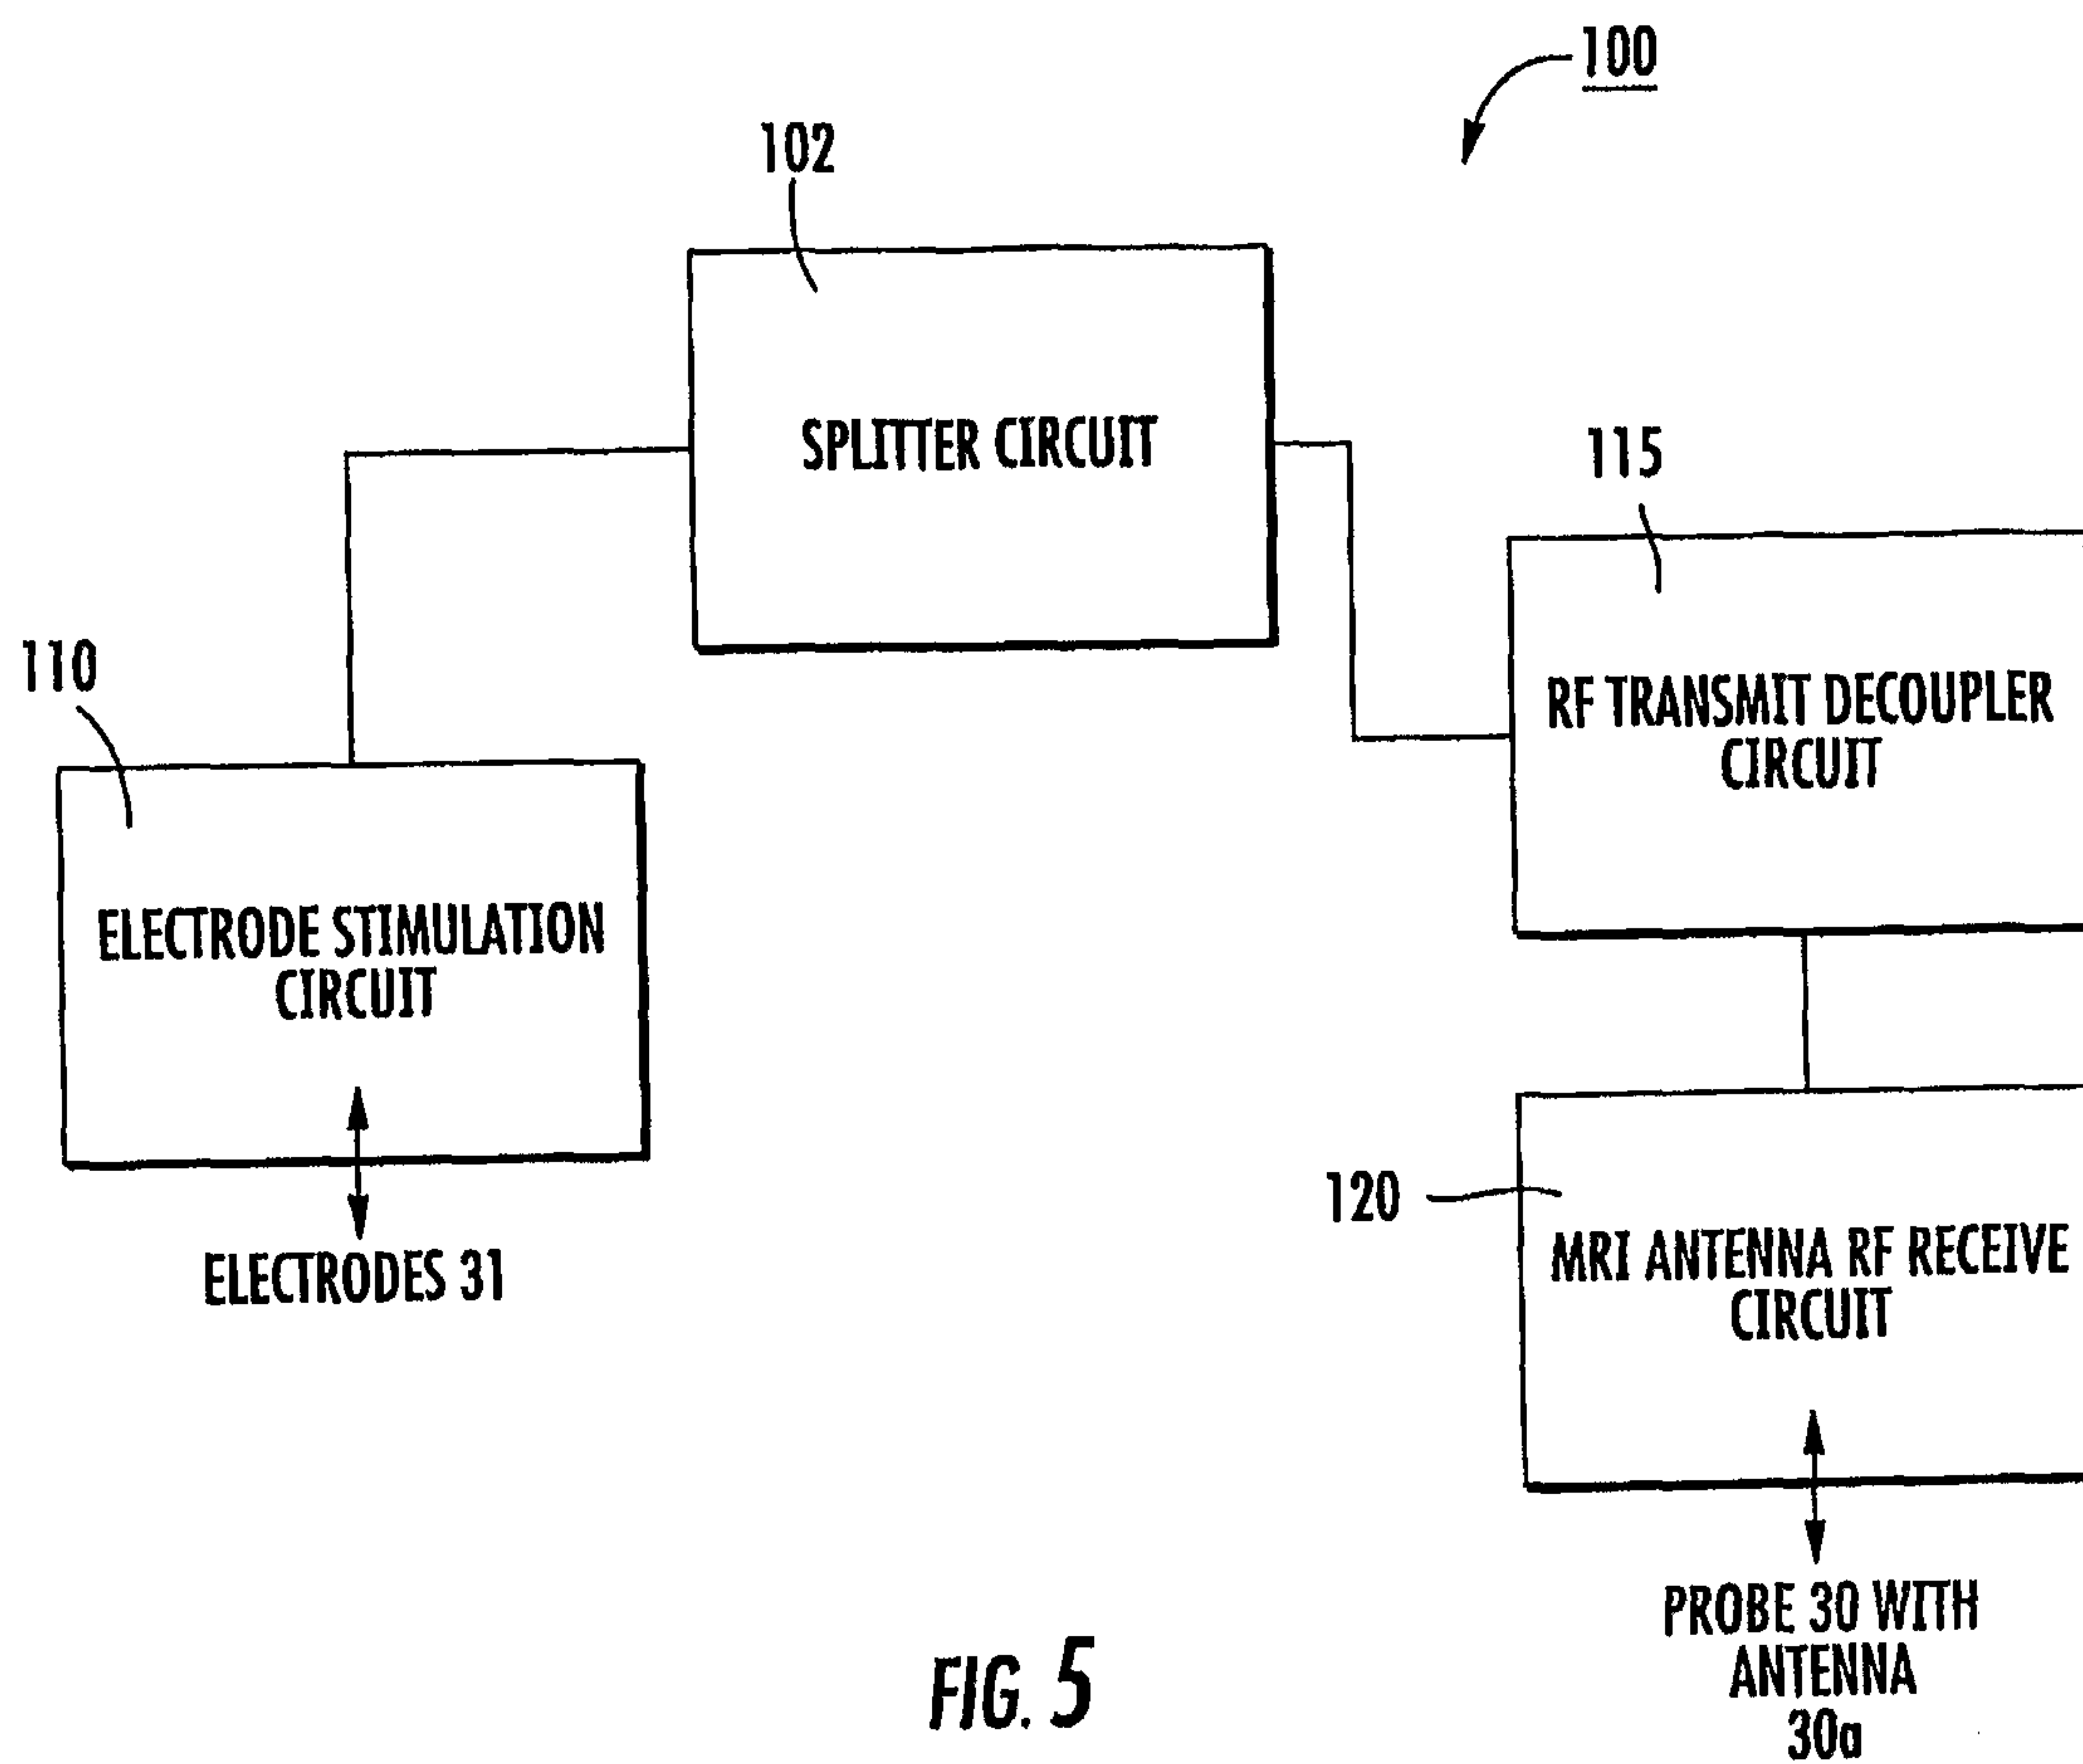 100
102
SPLITTER CIRCUIT
115
RF TRANSMIT DECOUPLER
CIRCUIT
110
ELECTRODE STIMULATION
CIRCUIT
ELECTRODES 31
120
MRI ANTENNA RF RECEIVE
CIRCUIT
PROBE 30 WITH
ANTENNA
30a
FIG. 5